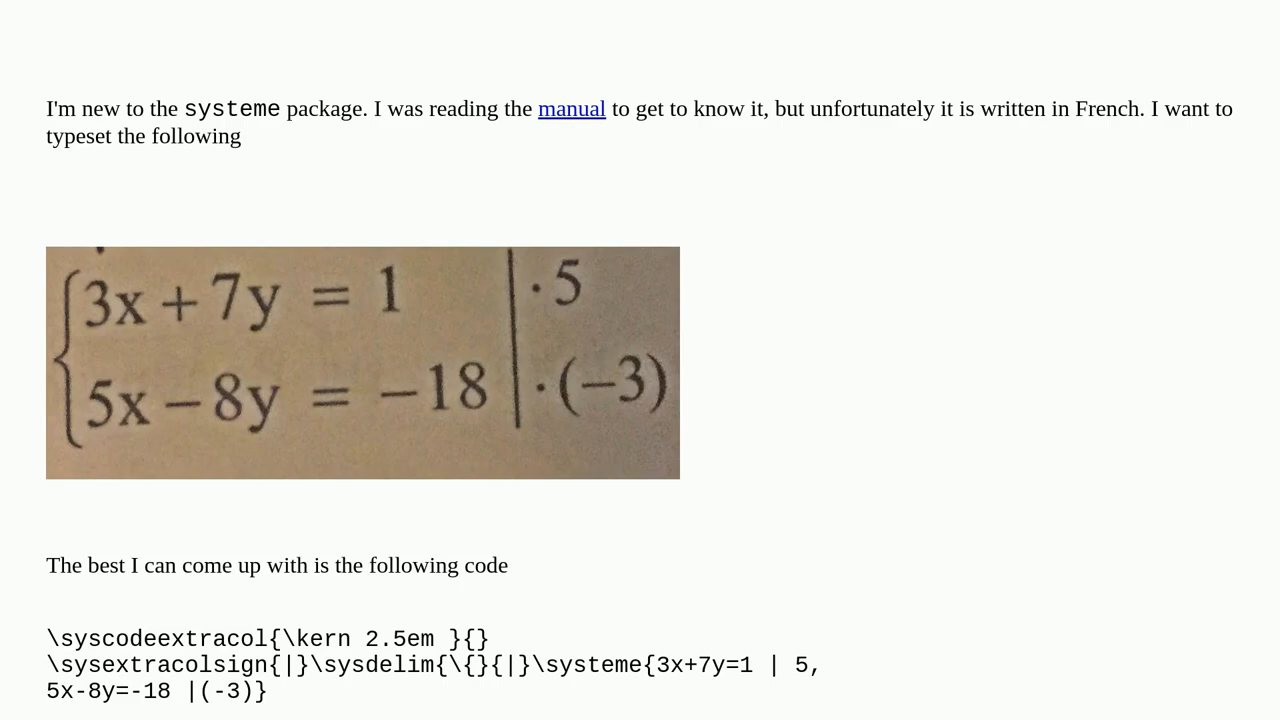 I'm new to the systeme package. I was reading the manual to get to know it, but unfortunately it is written in French. I want to
typeset the following
3x + 7y = 1 | · 5
5x − 8y = −18 | · (−3)
The best I can come up with is the following code
\syscodeextracol{\kern 2.5em }{}
\sysextracolsign{|}\sysdelim{\{}{|}\systeme{3x+7y=1 | 5,
5x-8y=-18 |(-3)}